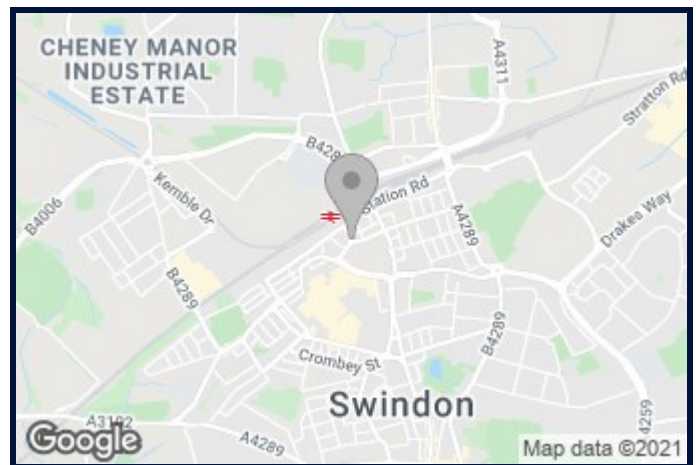 CHENEY MANOR
INDUSTRIAL
ESTATE
A4311
Stratton Rd
B4289
Station Rd
Kemble Dr
B4006
A4289
Drakes Way
B4289
B4289
Crombey St
Swindon
A3102
A4289
4259
Google
Map data ©2021